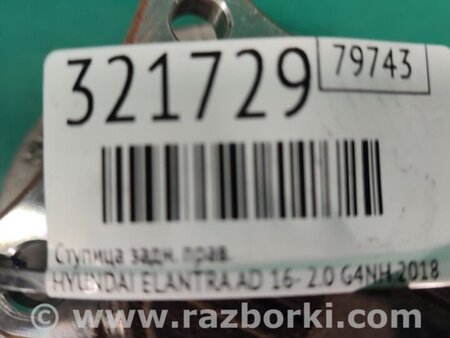 321729
79743
Ступица задн. прав.
HYUNDAI ELANTRA AD 16- 2.0 G4NH 2018
www.razborki.com